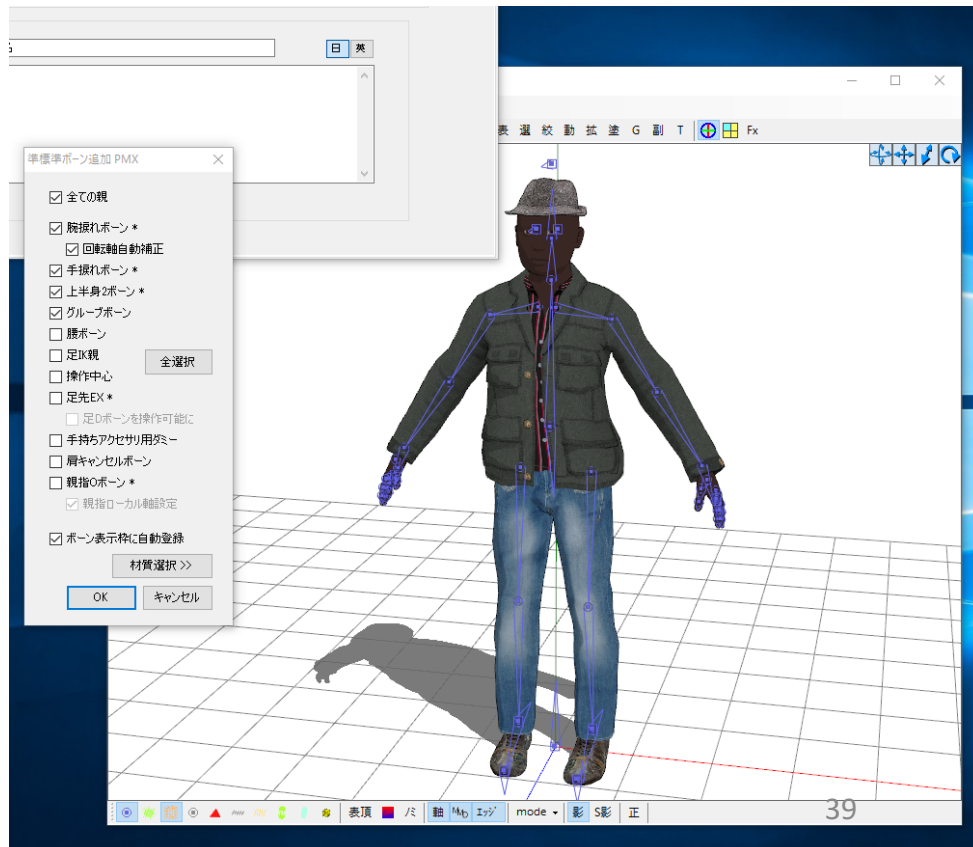 日 英
表 選 絞 動 拡 塗 G 副 T Fx
準標準ボーン追加 PMX
全ての親
腕捩れボーン *
回転軸自動補正
手捩れボーン *
上半身2ボーン *
グルーブボーン
腰ボーン
足IK親
全選択
操作中心
足先EX *
足Dボーンを操作可能に
手持ちアクセサリ用ダミー
肩キャンセルボーン
親指0ボーン *
親指ローカル軸設定
ボーン表示枠に自動登録
材質選択 >>
OK キャンセル
表頂 ノミ 軸 MMD エッジ mode 影 S影 正
39